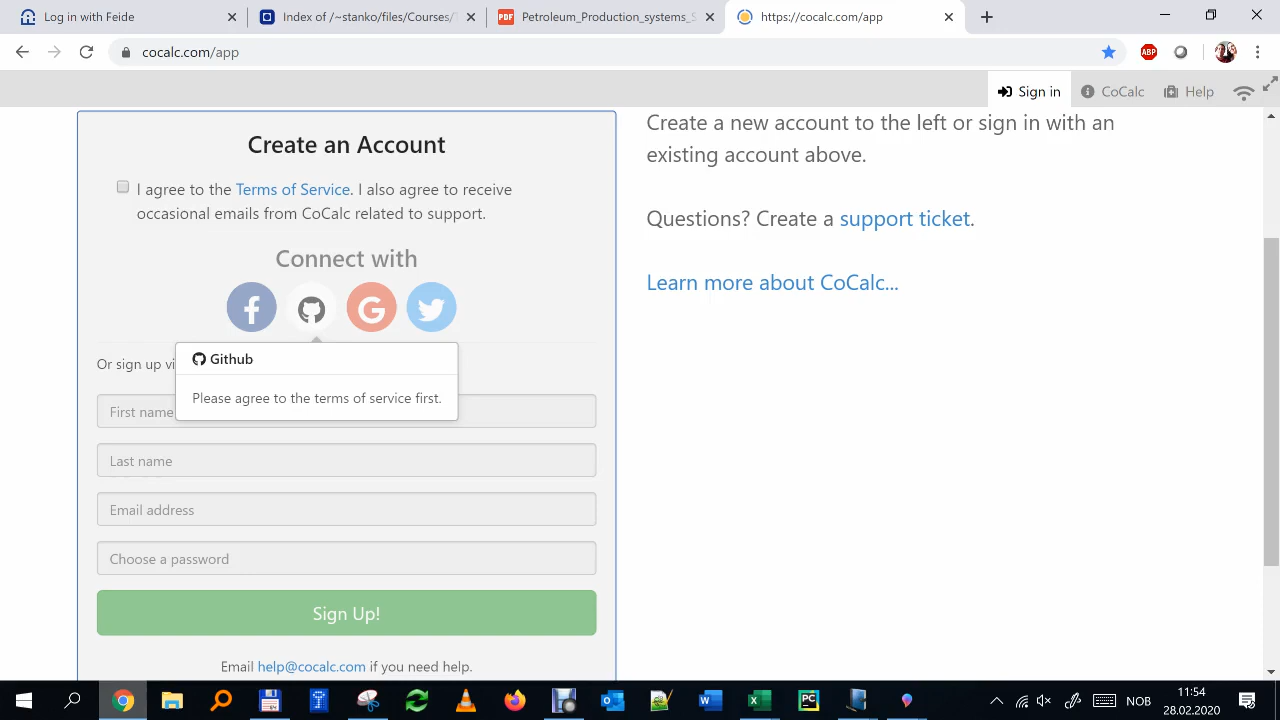 Log in with Feide
Index of /~stanko/files/Courses/T
PDF
Petroleum_Production_systems_S
https://cocalc.com/app
cocalc.com/app
ABP
Sign in
CoCalc
Help
Create an Account
I agree to the Terms of Service. I also agree to receive
occasional emails from CoCalc related to support.
Connect with
Github
Please agree to the terms of service first.
Or sign up vi
First name
Last name
Email address
Choose a password
Sign Up!
Email help@cocalc.com if you need help.
Create a new account to the left or sign in with an
existing account above.
Questions? Create a support ticket.
Learn more about CoCalc...
NOB
11:54
28.02.2020